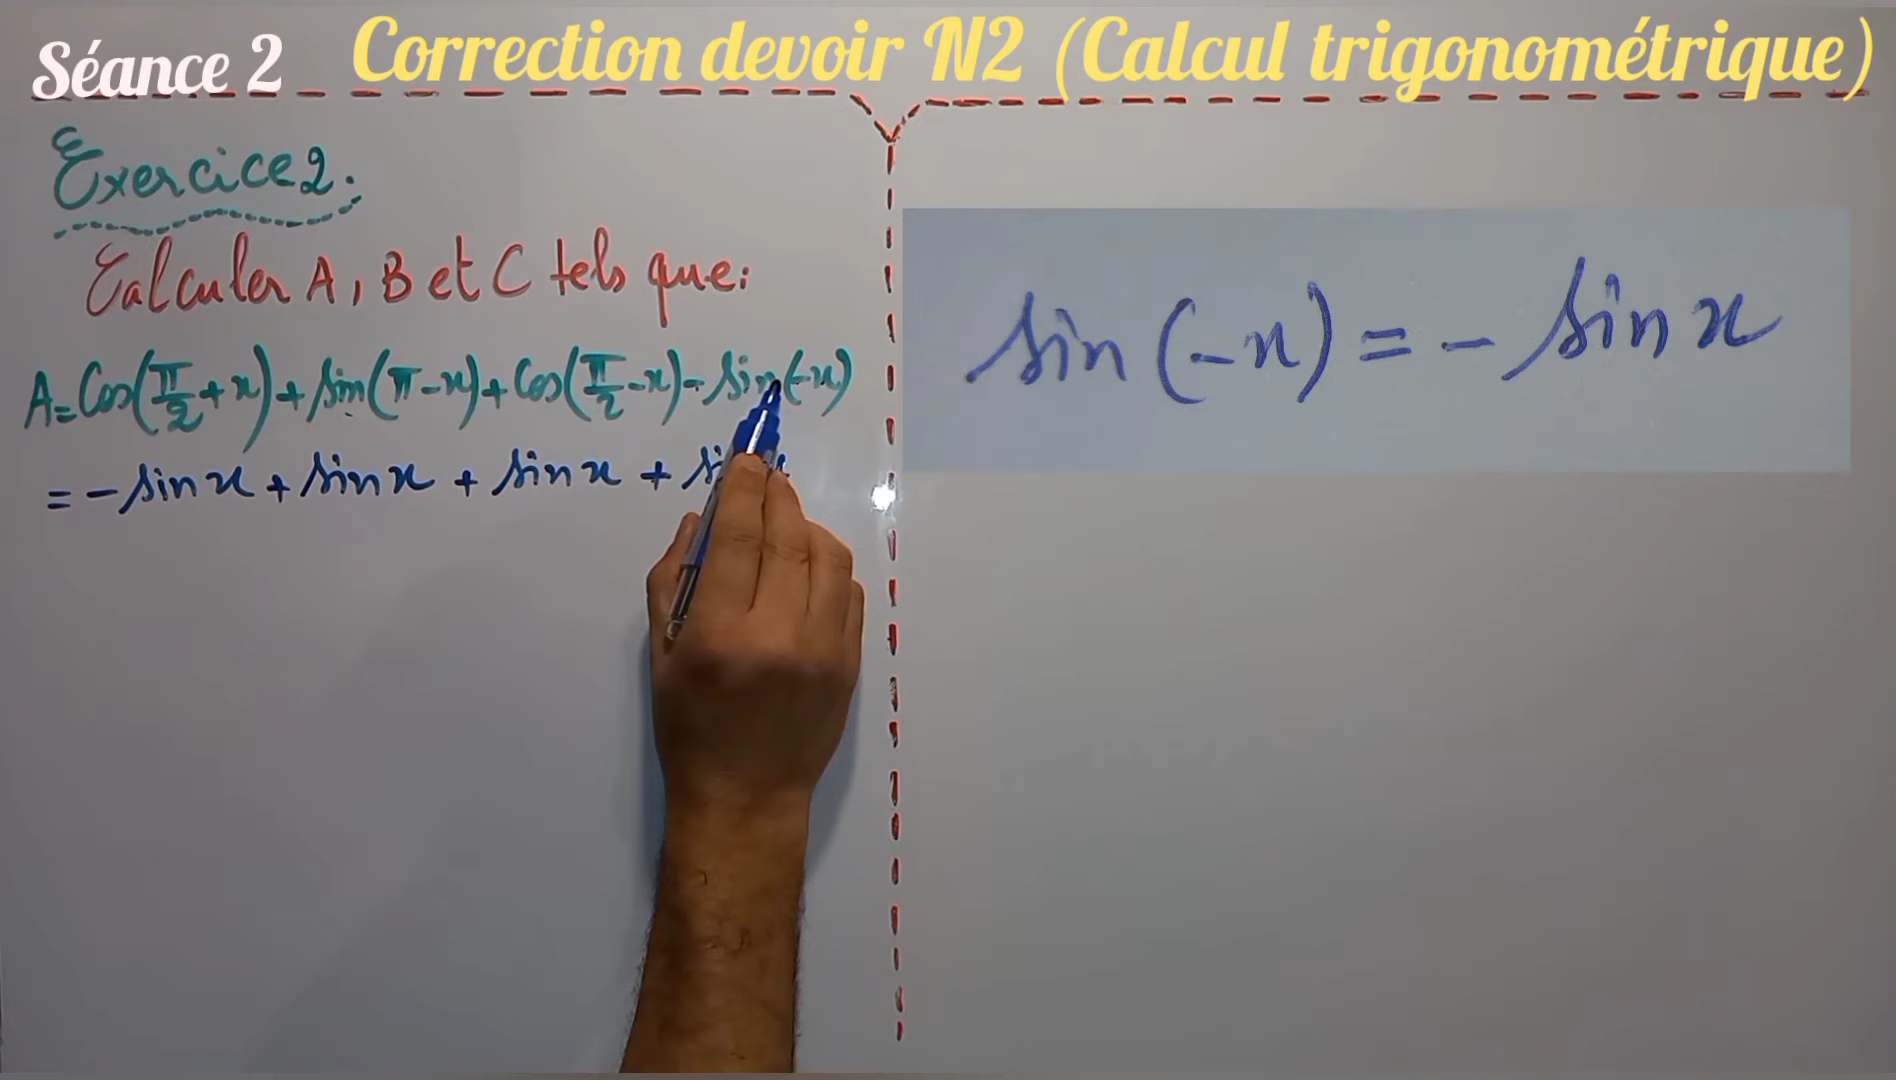 Séance 2 Correction devoir N2 (Calcul trigonométrique)
Exercice 2.
Calculer A, B et C tels que:
A = Cos(π/2 + x) + sin(π - x) + Cos(π/2 - x) - sin(-x)
= - sin x + sin x + sin x +
sin(-x) = - sin x